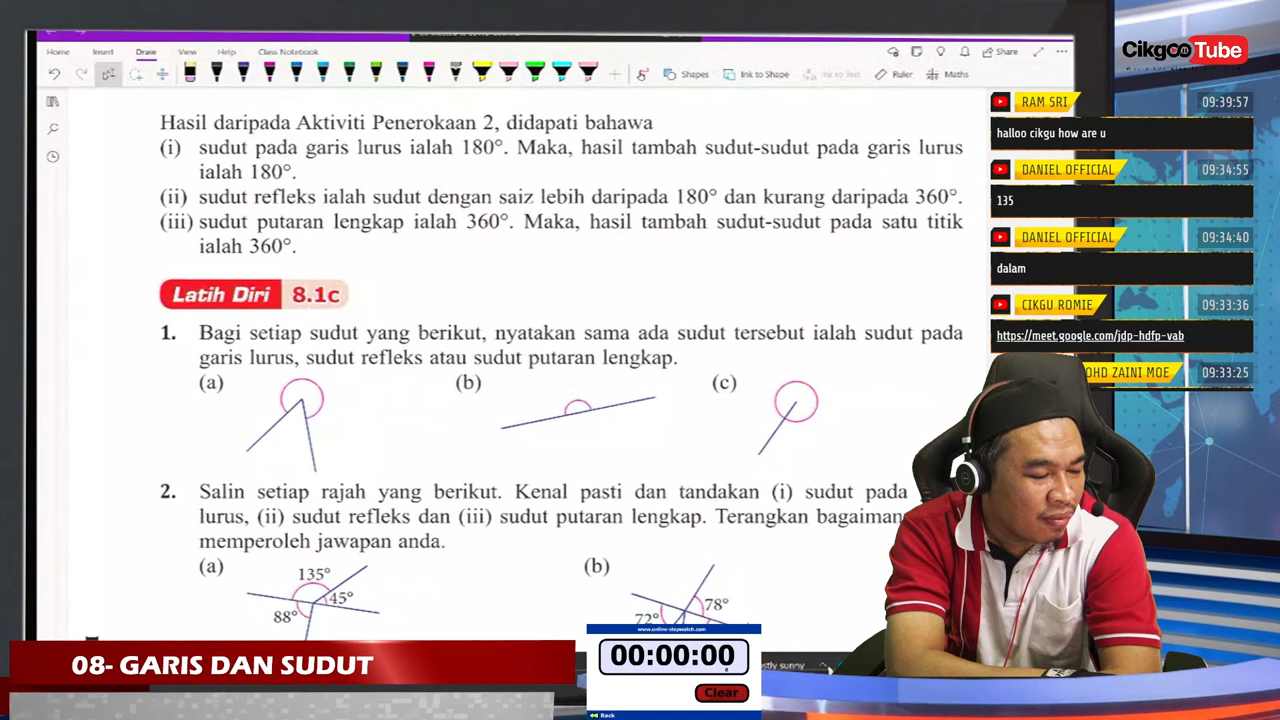 Home Insert Draw View Help Class Notebook
Share
Shapes Ink to Shape Ink to Text Ruler Maths
Hasil daripada Aktiviti Penerokaan 2, didapati bahawa
(i) sudut pada garis lurus ialah 180°. Maka, hasil tambah sudut-sudut pada garis lurus
ialah 180°.
(ii) sudut refleks ialah sudut dengan saiz lebih daripada 180° dan kurang daripada 360°.
(iii) sudut putaran lengkap ialah 360°. Maka, hasil tambah sudut-sudut pada satu titik
ialah 360°.
Latih Diri 8.1c
1. Bagi setiap sudut yang berikut, nyatakan sama ada sudut tersebut ialah sudut pada
garis lurus, sudut refleks atau sudut putaran lengkap.
(a) (b) (c)
2. Salin setiap rajah yang berikut. Kenal pasti dan tandakan (i) sudut pada
lurus, (ii) sudut refleks dan (iii) sudut putaran lengkap. Terangkan
memperoleh jawapan anda.
(a) (b)
135°
45°
88°
78°
72°
CikgooTube
RAM SRI 09:39:57
halloo cikgu how are u
DANIEL OFFICIAL 09:34:55
135
DANIEL OFFICIAL 09:34:40
dalam
CIKGU ROMIE 09:33:36
https://meet.google.com/jdp-hdfp-vab
OHD ZAINI MOE 09:33:25
08- GARIS DAN SUDUT
www.online-stopwatch.com
00:00:00
Clear
Back
sunny